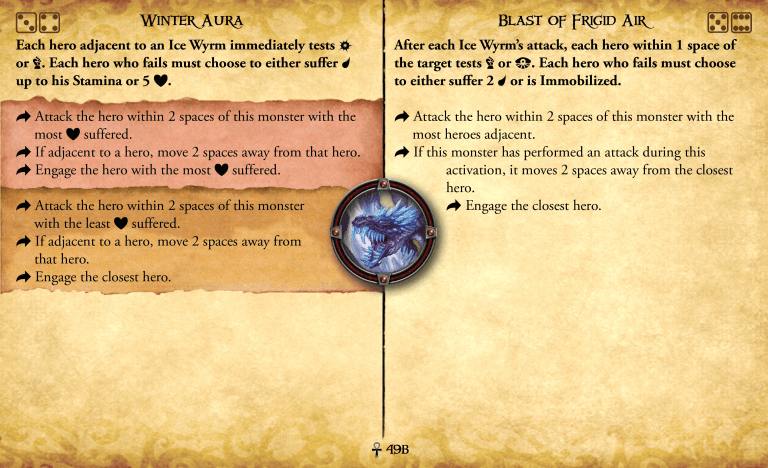 Winter Aura
Each hero adjacent to an Ice Wyrm immediately tests
or . Each hero who fails must choose to either suffer
up to his Stamina or 5 .
Attack the hero within 2 spaces of this monster with the
most suffered.
If adjacent to a hero, move 2 spaces away from that hero.
Engage the hero with the most suffered.
Attack the hero within 2 spaces of this monster
with the least suffered.
If adjacent to a hero, move 2 spaces away from
that hero.
Engage the closest hero.
Blast of Frigid Air
After each Ice Wyrm's attack, each hero within 1 space of
the target tests or . Each hero who fails must choose
to either suffer 2 or is Immobilized.
Attack the hero within 2 spaces of this monster with the
most heroes adjacent.
If this monster has performed an attack during this
activation, it moves 2 spaces away from the closest
hero.
Engage the closest hero.
49B